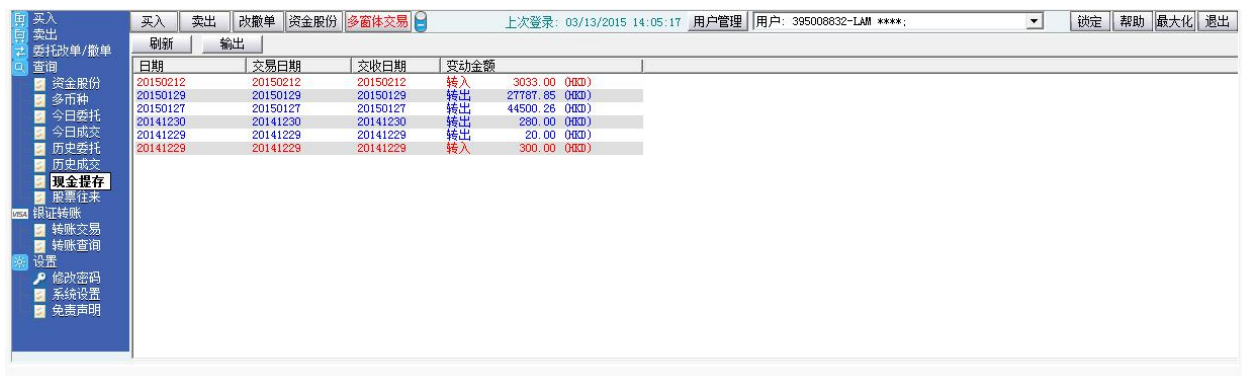 买入 卖出 改撤单 资金股份 多窗体交易 上次登录: 03/13/2015 14:05:17 用户管理 用户: 395008832-LAM ****; 锁定 帮助 最大化 退出
刷新 输出
买入
卖出
委托改单/撤单
查询
资金股份
多币种
今日委托
今日成交
历史委托
历史成交
现金提存
股票往来
VISA 银证转账
转账交易
转账查询
设置
修改密码
系统设置
免责声明
日期 交易日期 交收日期 变动金额
20150212 20150212 20150212 转入 3033.00 (HKD)
20150129 20150129 20150129 转出 27787.85 (HKD)
20150127 20150127 20150127 转出 44500.26 (HKD)
20141230 20141230 20141230 转出 280.00 (HKD)
20141229 20141229 20141229 转出 20.00 (HKD)
20141229 20141229 20141229 转入 300.00 (HKD)